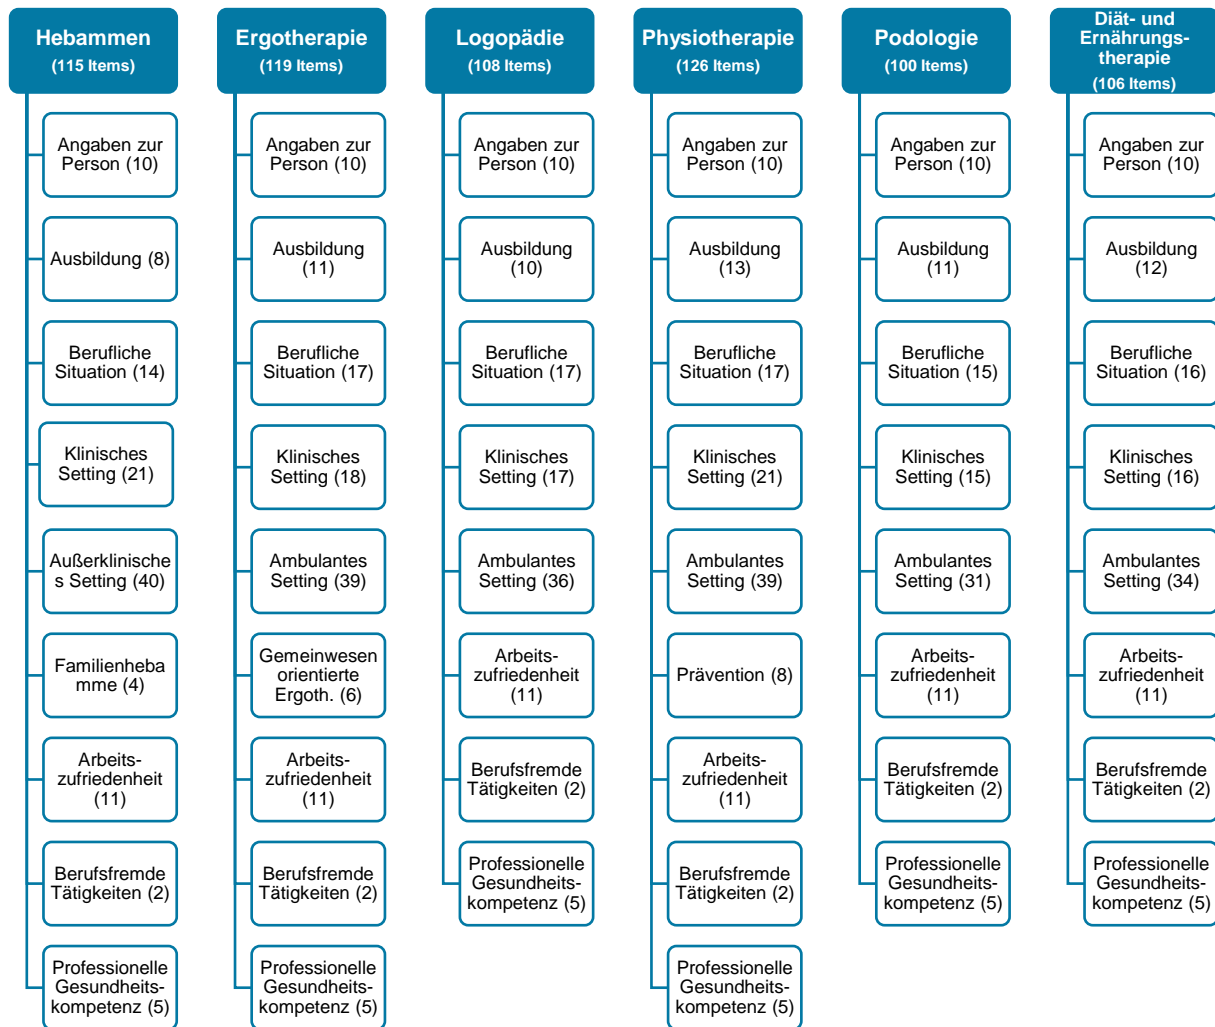 Hebammen
(115 Items)
Angaben zur
Person (10)
Ausbildung (8)
Berufliche
Situation (14)
Klinisches
Setting (21)
Außerklinische
s Setting (40)
Familienheba
mme (4)
Arbeits-
zufriedenheit
(11)
Berufsfremde
Tätigkeiten (2)
Professionelle
Gesundheits-
kompetenz (5)
Ergotherapie
(119 Items)
Angaben zur
Person (10)
Ausbildung
(11)
Berufliche
Situation (17)
Klinisches
Setting (18)
Ambulantes
Setting (39)
Gemeinwesen
orientierte
Ergoth. (6)
Arbeits-
zufriedenheit
(11)
Berufsfremde
Tätigkeiten (2)
Professionelle
Gesundheits-
kompetenz (5)
Logopädie
(108 Items)
Angaben zur
Person (10)
Ausbildung
(10)
Berufliche
Situation (17)
Klinisches
Setting (17)
Ambulantes
Setting (36)
Arbeits-
zufriedenheit
(11)
Berufsfremde
Tätigkeiten (2)
Professionelle
Gesundheits-
kompetenz (5)
Physiotherapie
(126 Items)
Angaben zur
Person (10)
Ausbildung
(13)
Berufliche
Situation (17)
Klinisches
Setting (21)
Ambulantes
Setting (39)
Prävention (8)
Arbeits-
zufriedenheit
(11)
Berufsfremde
Tätigkeiten (2)
Professionelle
Gesundheits-
kompetenz (5)
Podologie
(100 Items)
Angaben zur
Person (10)
Ausbildung
(11)
Berufliche
Situation (15)
Klinisches
Setting (15)
Ambulantes
Setting (31)
Arbeits-
zufriedenheit
(11)
Berufsfremde
Tätigkeiten (2)
Professionelle
Gesundheits-
kompetenz (5)
Diät- und
Ernährungs-
therapie
(106 Items)
Angaben zur
Person (10)
Ausbildung
(12)
Berufliche
Situation (16)
Klinisches
Setting (16)
Ambulantes
Setting (34)
Arbeits-
zufriedenheit
(11)
Berufsfremde
Tätigkeiten (2)
Professionelle
Gesundheits-
kompetenz (5)